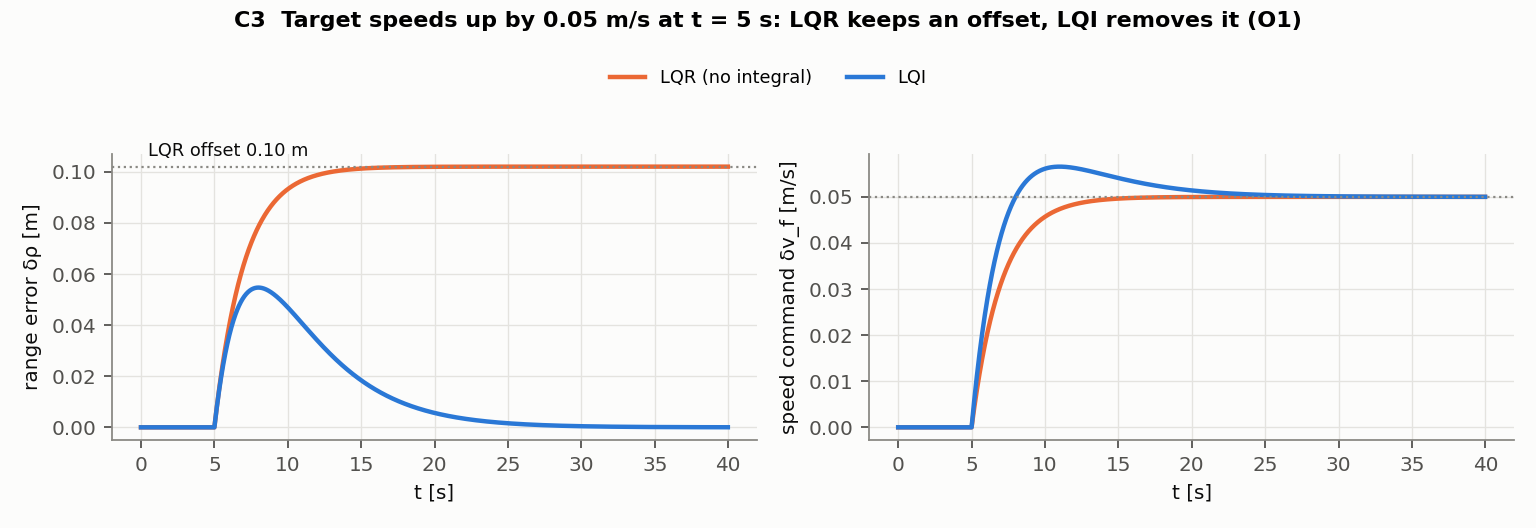 C3 Target speeds up by 0.05 m/s at t = 5 s: LQR keeps an offset, LQI removes it (O1)
LQR (no integral)
LQI
range error δρ [m]
LQR offset 0.10 m
0.10
0.08
0.06
0.04
0.02
0.00
0 5 10 15 20 25 30 35 40
t [s]
speed command δv_f [m/s]
0.05
0.04
0.03
0.02
0.01
0.00
0 5 10 15 20 25 30 35 40
t [s]